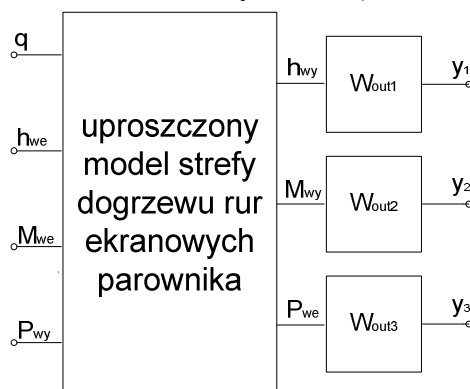 q
hwe
Mwe
Pwy
uproszczony
model strefy
dogrzewu rur
ekranowych
parownika
hwy
Wout1
y1
Mwy
Wout2
y2
Pwe
Wout3
y3